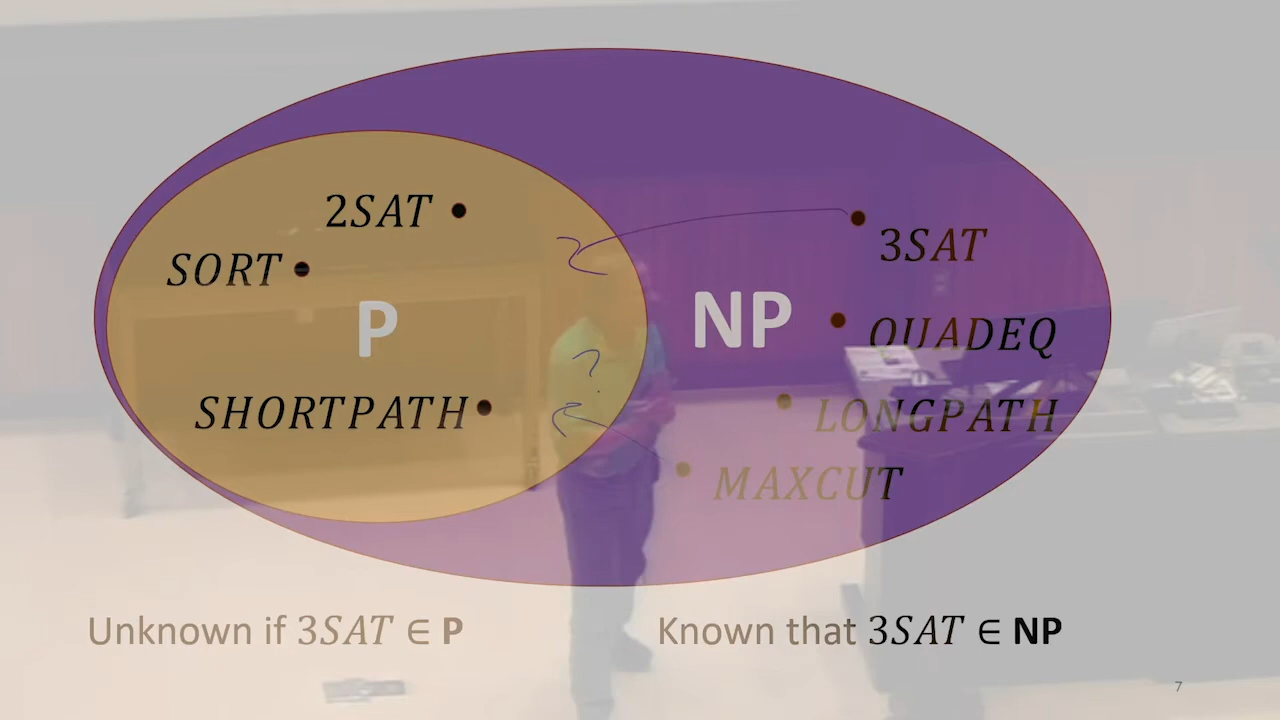 2SAT
3SAT
SORT
P
NP
QUADEQ
?
SHORTPATH
LONGPATH
MAXCUT
Unknown if 3SAT ∈ P
Known that 3SAT ∈ NP
7